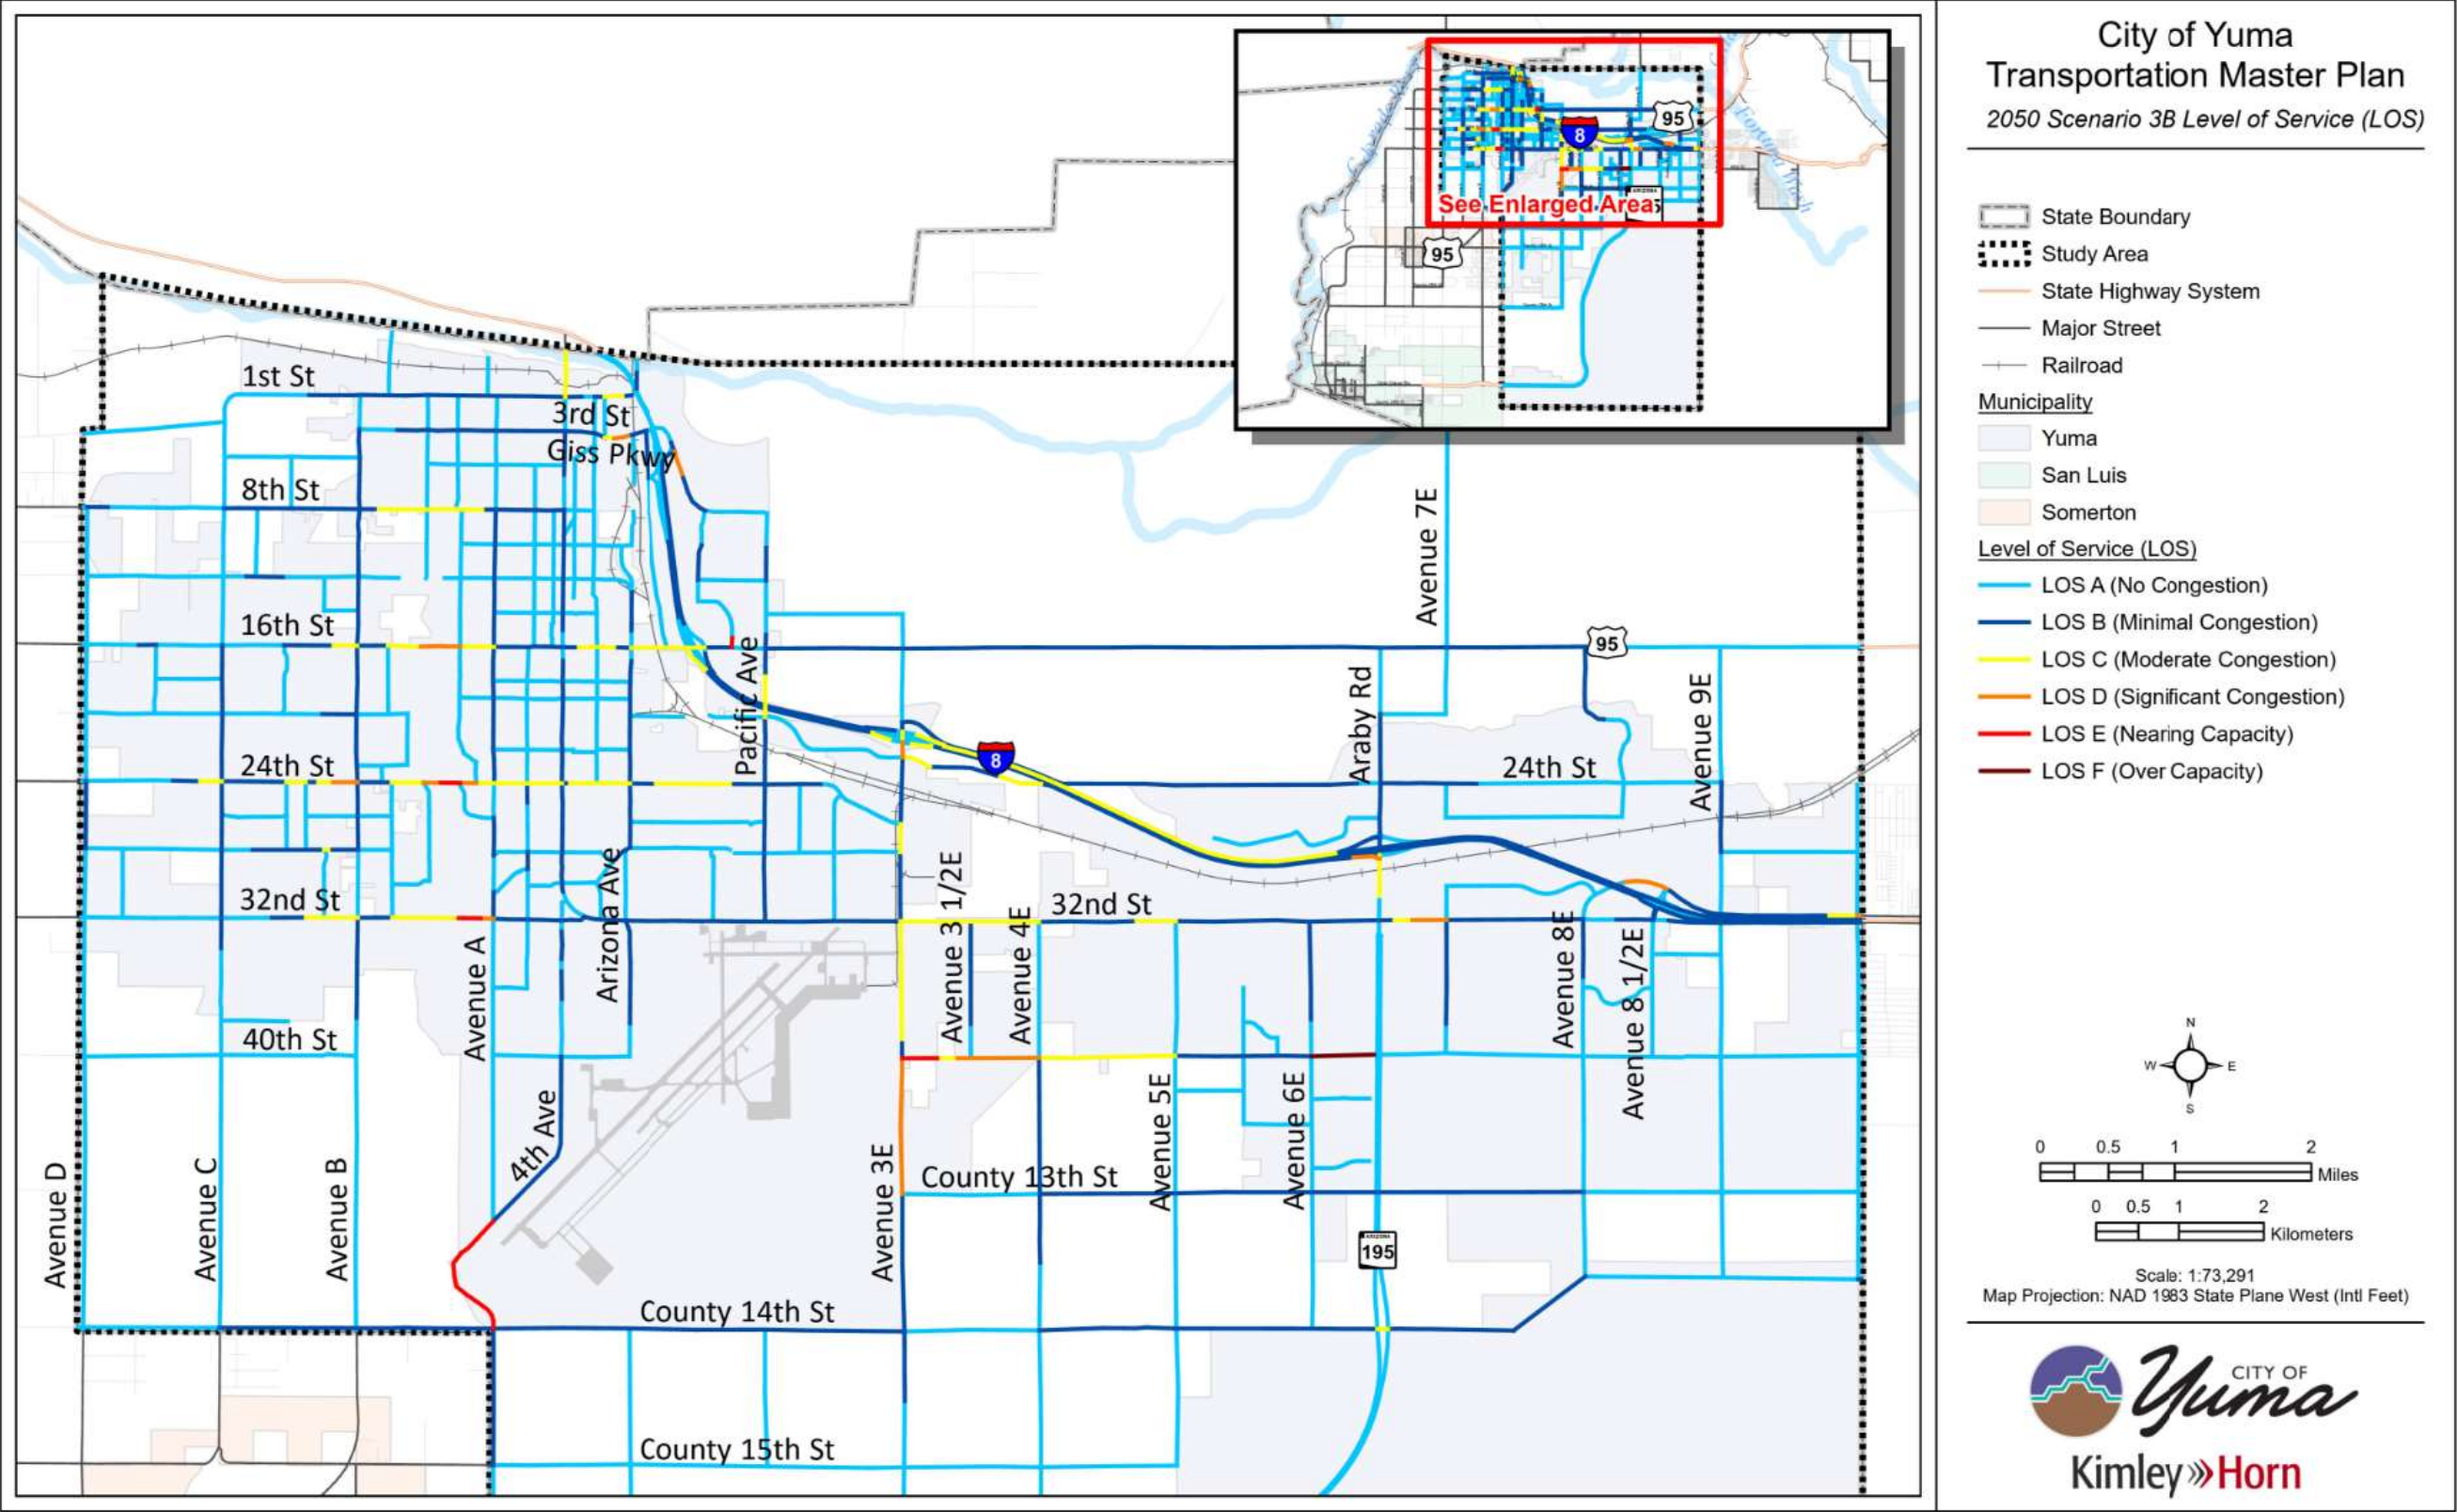 City of Yuma
Transportation Master Plan
2050 Scenario 3B Level of Service (LOS)
State Boundary
Study Area
State Highway System
Major Street
Railroad
Municipality
Yuma
San Luis
Somerton
Level of Service (LOS)
LOS A (No Congestion)
LOS B (Minimal Congestion)
LOS C (Moderate Congestion)
LOS D (Significant Congestion)
LOS E (Nearing Capacity)
LOS F (Over Capacity)
N
W E
S
0 0.5 1 2
Miles
0 0.5 1 2
Kilometers
Scale: 1:73,291
Map Projection: NAD 1983 State Plane West (Intl Feet)
CITY OF
Yuma
Kimley»Horn
95
8
See Enlarged Area
95
1st St
3rd St
Giss Pkwy
8th St
16th St
24th St
32nd St
40th St
Avenue D
Avenue C
Avenue B
Avenue A
4th Ave
Arizona Ave
Pacific Ave
8
Avenue 3E
Avenue 3 1/2E
Avenue 4E
32nd St
Avenue 5E
Avenue 6E
County 13th St
County 14th St
County 15th St
Avenue 7E
Araby Rd
95
24th St
Avenue 9E
Avenue 8E
Avenue 8 1/2E
ARIZONA
195